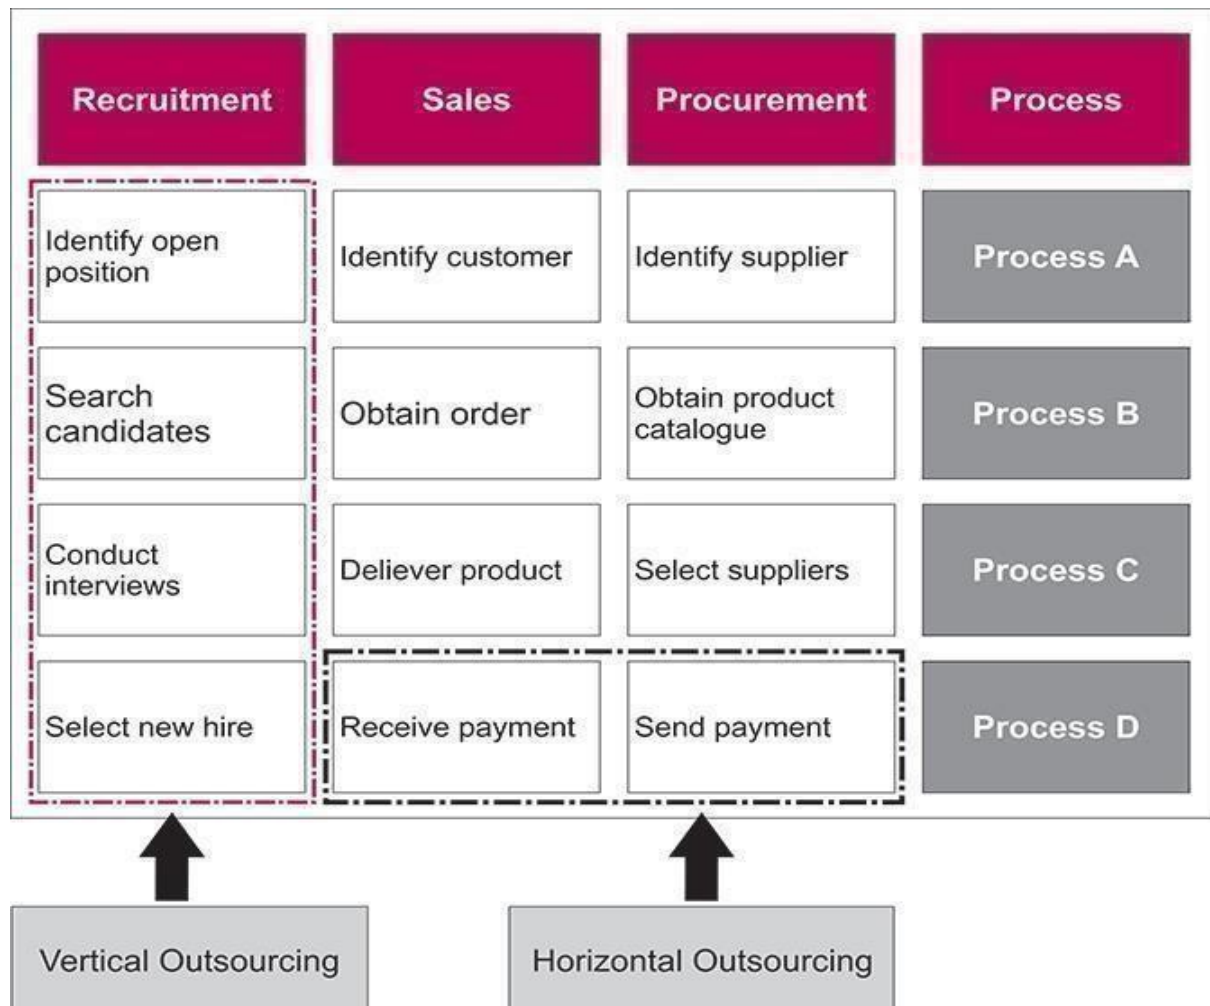 Recruitment
Sales
Procurement
Process
Identify open
position
Identify customer
Identify supplier
Process A
Search
candidates
Obtain order
Obtain product
catalogue
Process B
Conduct
interviews
Deliever product
Select suppliers
Process C
Select new hire
Receive payment
Send payment
Process D
Vertical Outsourcing
Horizontal Outsourcing